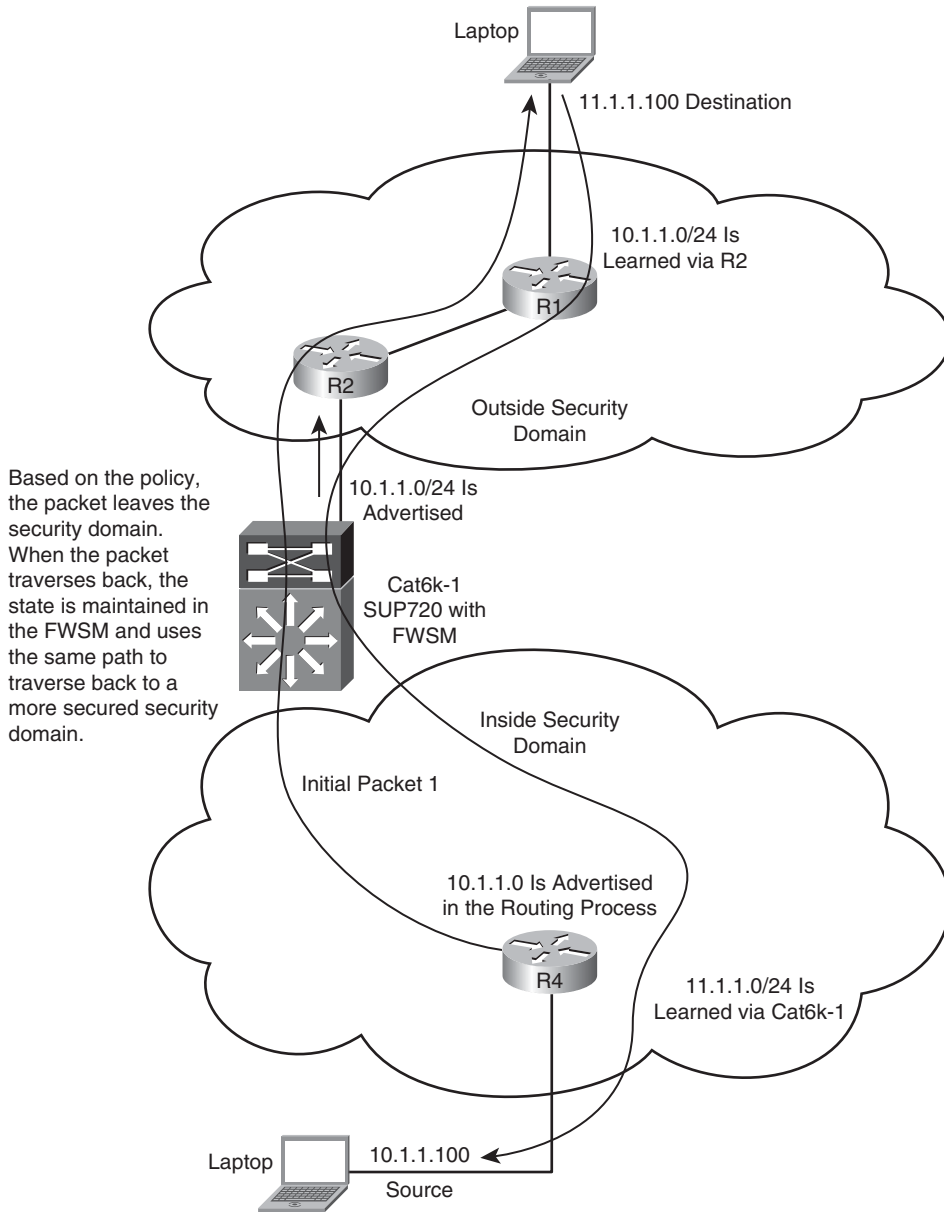 Laptop
11.1.1.100 Destination
10.1.1.0/24 Is
Learned via R2
R1
R2
Outside Security
Domain
Based on the policy,
the packet leaves the
security domain.
When the packet
traverses back, the
state is maintained in
the FWSM and uses
the same path to
traverse back to a
more secured security
domain.
10.1.1.0/24 Is
Advertised
Cat6k-1
SUP720 with
FWSM
Inside Security
Domain
Initial Packet 1
10.1.1.0 Is Advertised
in the Routing Process
R4
11.1.1.0/24 Is
Learned via Cat6k-1
Laptop
10.1.1.100
Source